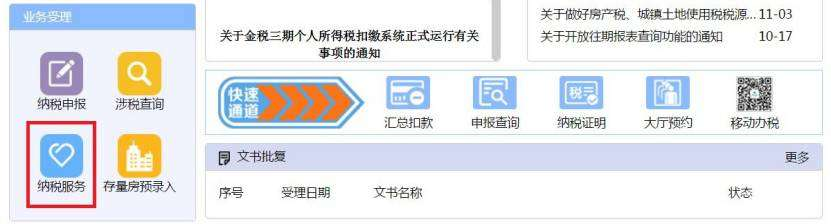 业务受理
纳税申报 涉税查询
纳税服务 存量房预录入
关于金税三期个人所得税扣缴系统正式运行有关
事项的通知
关于做好房产税、城镇土地使用税税源... 11-03
关于开放往期报表查询功能的通知 10-17
快速
通道
税
汇总扣款 申报查询 纳税证明 大厅预约 移动办税
文书批复 更多
序号 受理日期 文书名称 状态